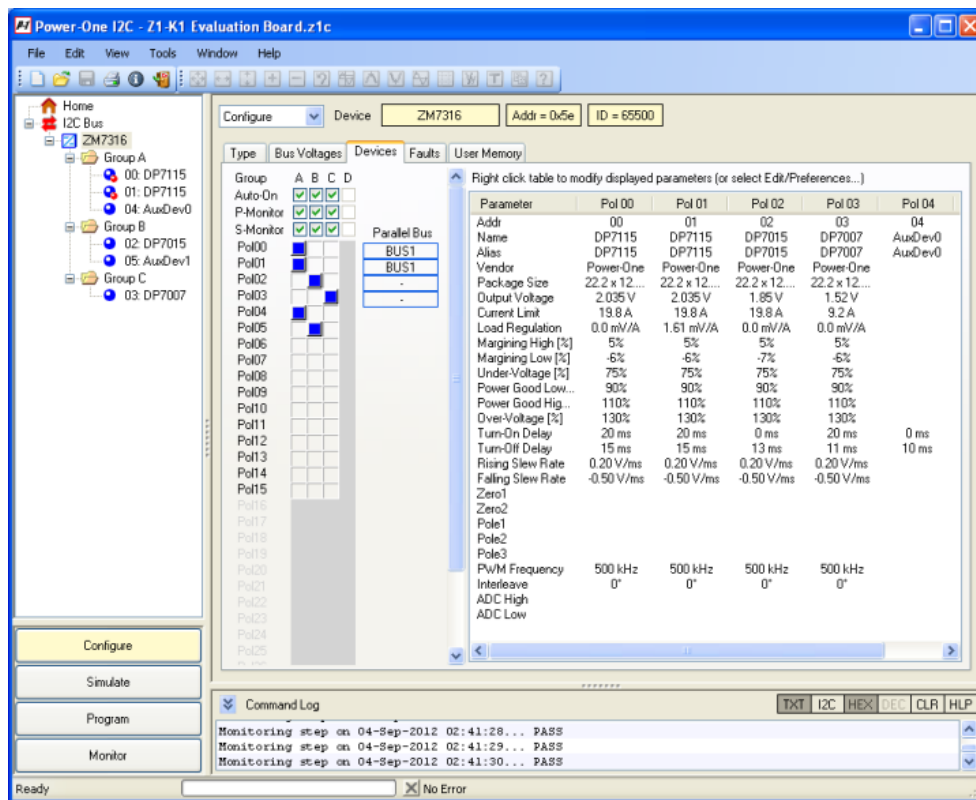 Power-One I2C - Z1-K1 Evaluation Board.z1c
File Edit View Tools Window Help
Home
I2C Bus
ZM7316
Group A
00: DP7115
01: DP7115
04: AuxDev0
Group B
02: DP7015
05: AuxDev1
Group C
03: DP7007
Configure
Simulate
Program
Monitor
Configure Device ZM7316 Addr = 0x5e ID = 65500
Type Bus Voltages Devices Faults User Memory
Group A B C D
Auto-On
P-Monitor
S-Monitor Parallel Bus
Pol00 BUS1
Pol01 BUS1
Pol02 -
Pol03 -
Pol04
Pol05
Pol06
Pol07
Pol08
Pol09
Pol10
Pol11
Pol12
Pol13
Pol14
Pol15
Pol16
Pol17
Pol18
Pol19
Pol20
Pol21
Pol22
Pol23
Pol24
Pol25
Right click table to modify displayed parameters (or select Edit/Preferences...)
Parameter Pol 00 Pol 01 Pol 02 Pol 03 Pol 04
Addr 00 01 02 03 04
Name DP7115 DP7115 DP7015 DP7007 AuxDev0
Alias DP7115 DP7115 DP7015 DP7007 AuxDev0
Vendor Power-One Power-One Power-One Power-One
Package Size 22.2 x 12.... 22.2 x 12.... 22.2 x 12.... 22.2 x 12....
Output Voltage 2.035 V 2.035 V 1.85 V 1.52 V
Current Limit 19.8 A 19.8 A 19.8 A 9.2 A
Load Regulation 0.0 mV/A 1.61 mV/A 0.0 mV/A 0.0 mV/A
Margining High [%] 5% 5% 5% 5%
Margining Low [%] -6% -6% -7% -6%
Under-Voltage [%] 75% 75% 75% 75%
Power Good Low... 90% 90% 90% 90%
Power Good Hig... 110% 110% 110% 110%
Over-Voltage [%] 130% 130% 130% 130%
Turn-On Delay 20 ms 20 ms 0 ms 20 ms 0 ms
Turn-Off Delay 15 ms 15 ms 13 ms 11 ms 10 ms
Rising Slew Rate 0.20 V/ms 0.20 V/ms 0.20 V/ms 0.20 V/ms
Falling Slew Rate -0.50 V/ms -0.50 V/ms -0.50 V/ms -0.50 V/ms
Zero1
Zero2
Pole1
Pole2
Pole3
PWM Frequency 500 kHz 500 kHz 500 kHz 500 kHz
Interleave 0° 0° 0° 0°
ADC High
ADC Low
Command Log TXT I2C HEX DEC CLR HLP
Monitoring step on 04-Sep-2012 02:41:28... PASS
Monitoring step on 04-Sep-2012 02:41:29... PASS
Monitoring step on 04-Sep-2012 02:41:30... PASS
Ready No Error